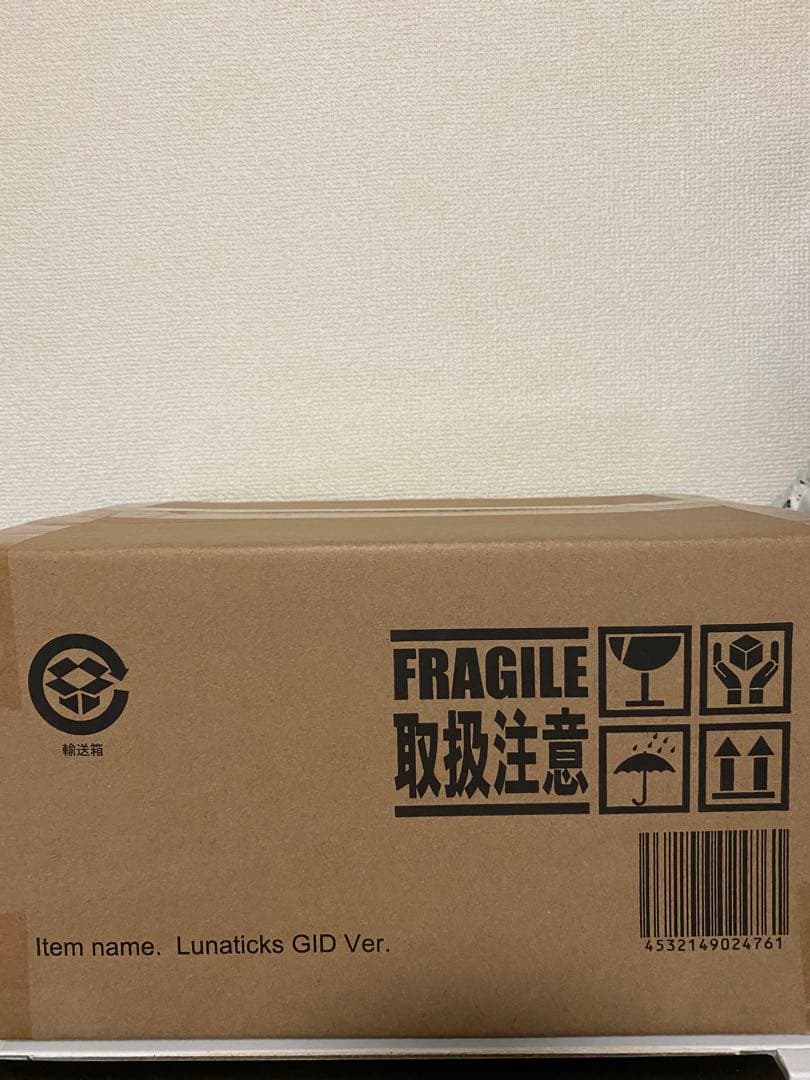 FRAGILE
取扱注意
輸送箱
Item name. Lunaticks GID Ver.
4532149024761